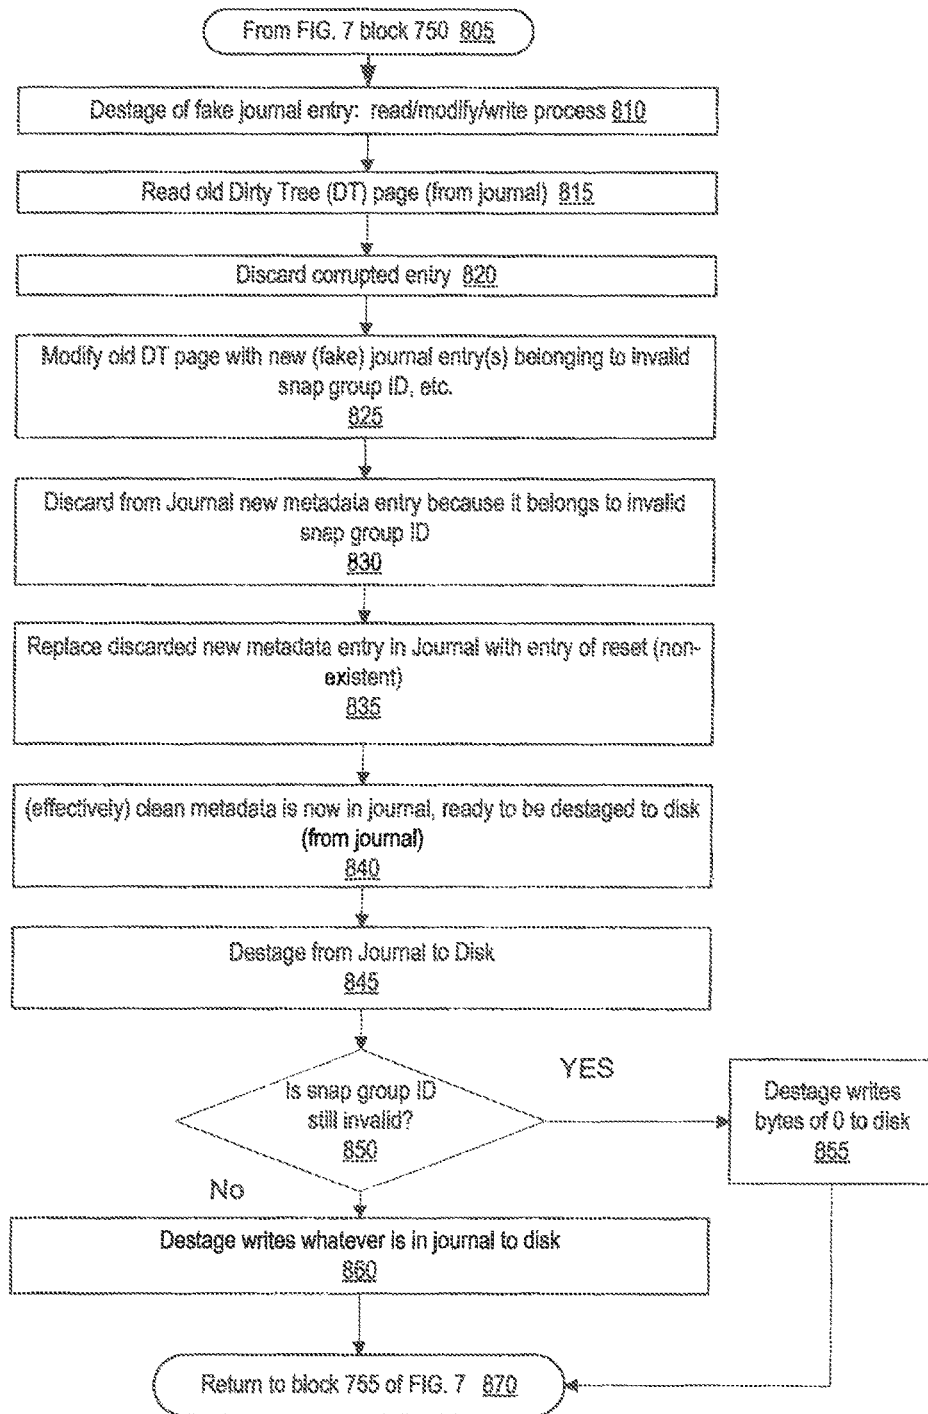 From FIG. 7 block 750 805
Destage of fake journal entry: read/modify/write process 810
Read old Dirty Tree (DT) page (from journal) 815
Discard corrupted entry 820
Modify old DT page with new (fake) journal entry(s) belonging to invalid
snap group ID, etc.
825
Discard from Journal new metadata entry because it belongs to invalid
snap group ID
830
Replace discarded new metadata entry in Journal with entry of reset (non-
existent)
835
(effectively) clean metadata is now in journal, ready to be destaged to disk
(from journal)
840
Destage from Journal to Disk
845
Is snap group ID
still invalid?
850
YES
Destage writes
bytes of 0 to disk
855
No
Destage writes whatever is in journal to disk
860
Return to block 755 of FIG. 7 870